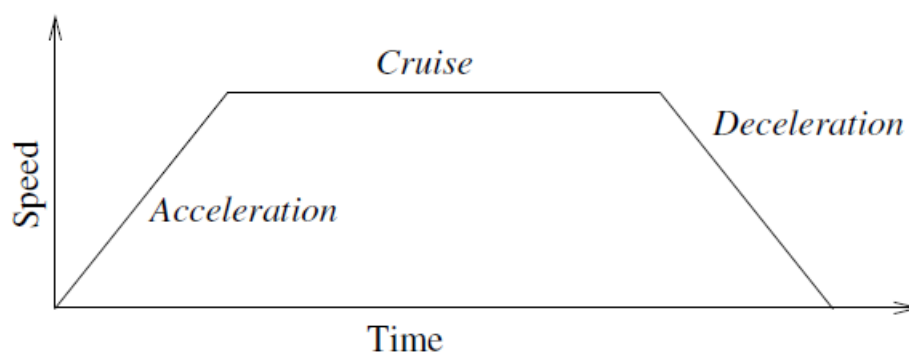 Cruise
Deceleration
Speed
Acceleration
Time